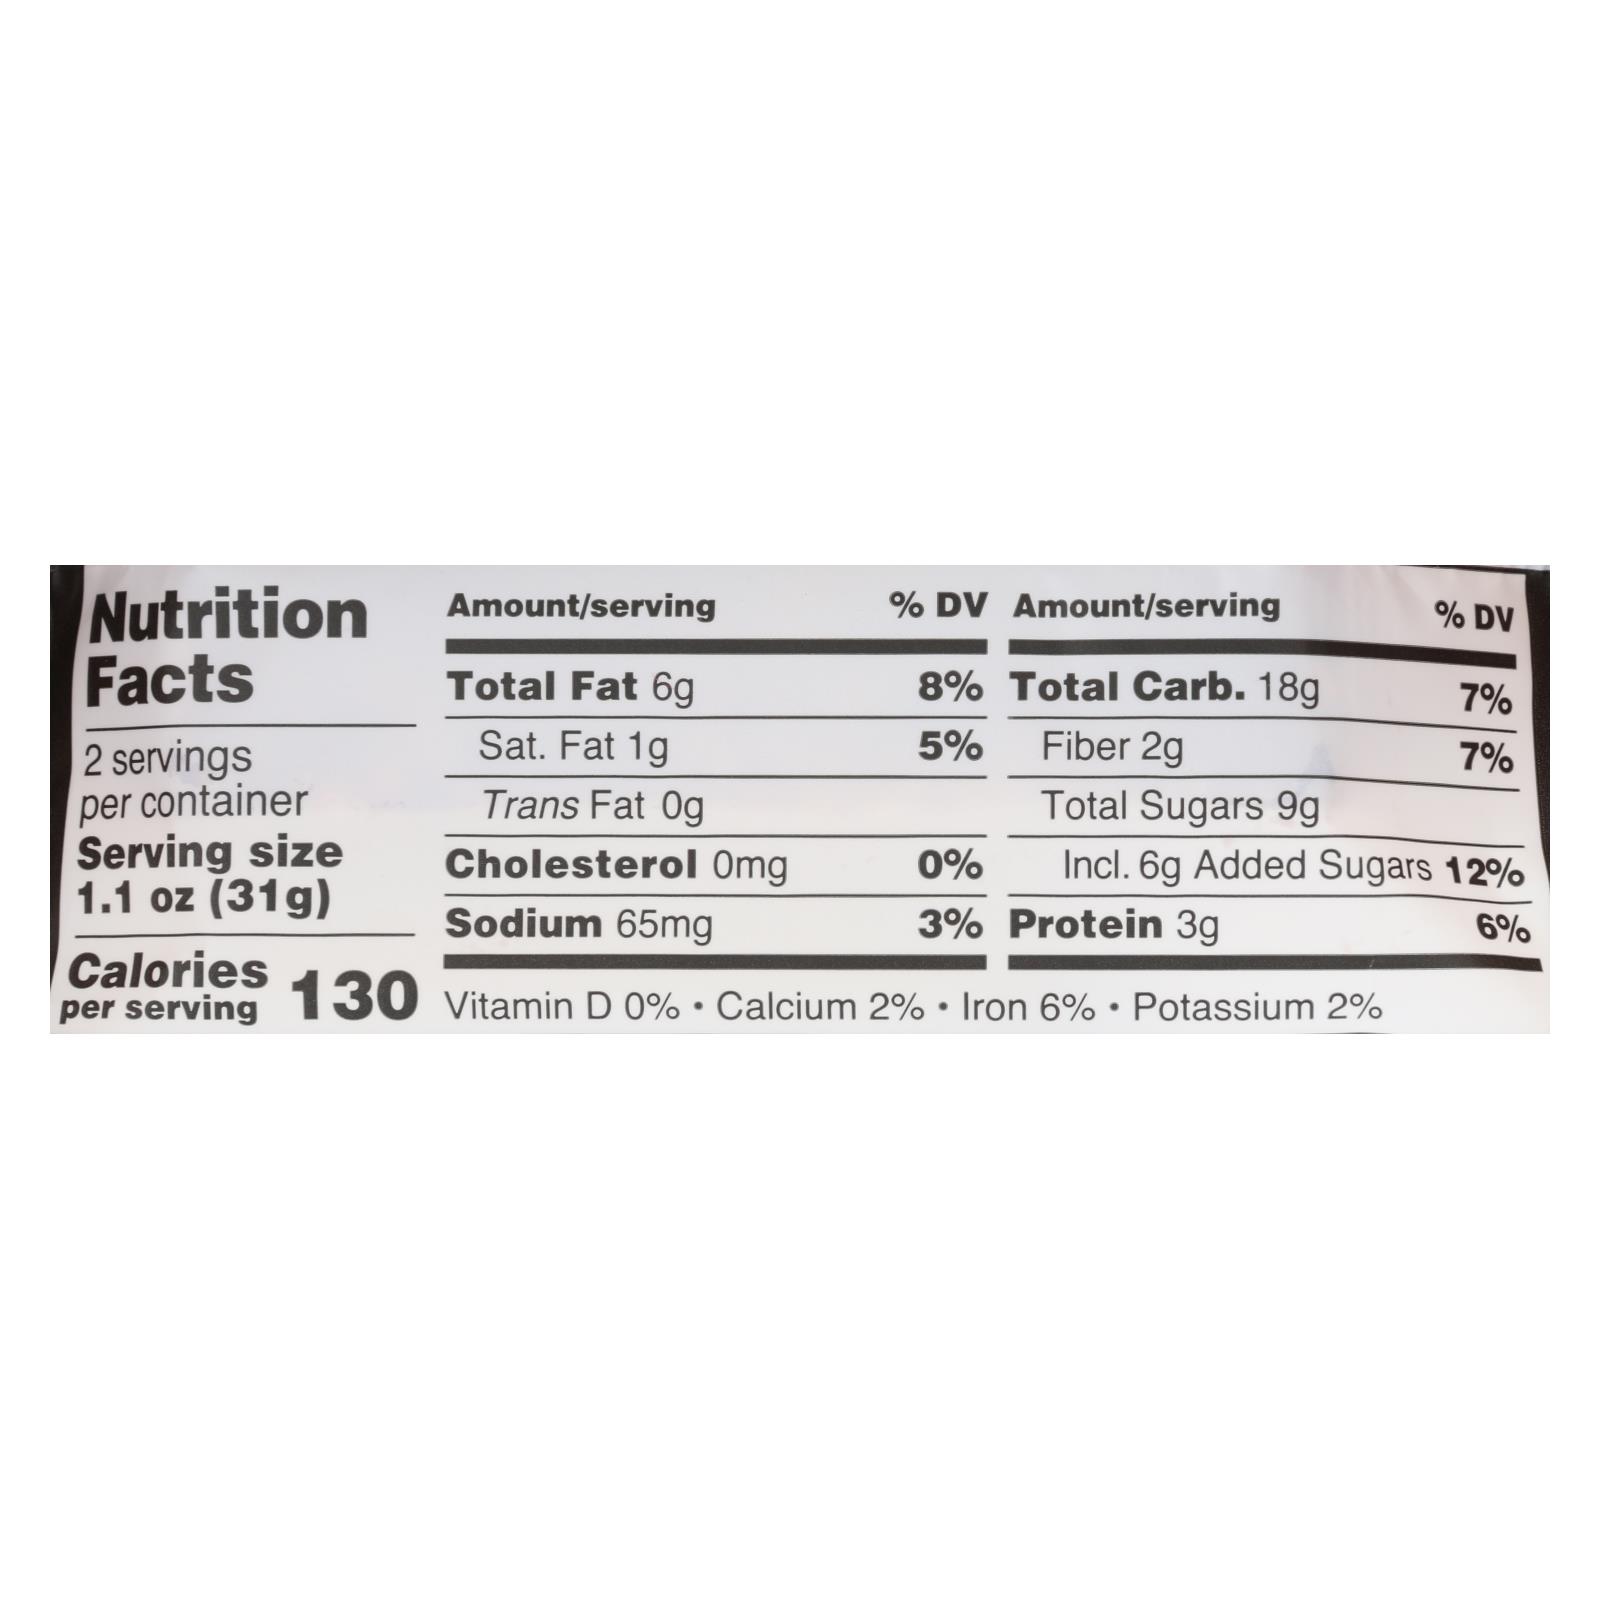 Nutrition
Facts
2 servings
per container
Serving size
1.1 oz (31g)
Calories
per serving 130
Amount/serving % DV
Total Fat 6g 8%
Sat. Fat 1g 5%
Trans Fat 0g
Cholesterol 0mg 0%
Sodium 65mg 3%
Amount/serving % DV
Total Carb. 18g 7%
Fiber 2g 7%
Total Sugars 9g
Incl. 6g Added Sugars 12%
Protein 3g 6%
Vitamin D 0% • Calcium 2% • Iron 6% • Potassium 2%